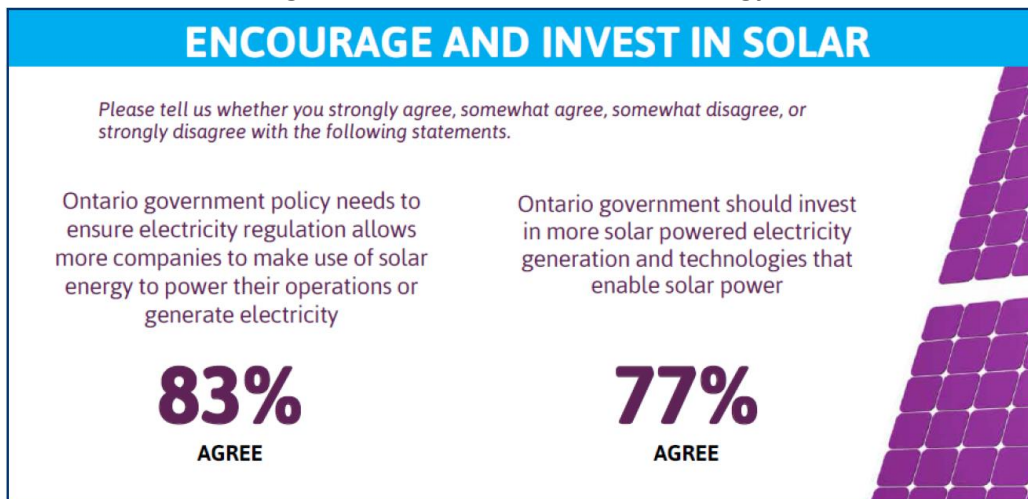 ENCOURAGE AND INVEST IN SOLAR
Please tell us whether you strongly agree, somewhat agree, somewhat disagree, or
strongly disagree with the following statements.
Ontario government policy needs to
ensure electricity regulation allows
more companies to make use of solar
energy to power their operations or
generate electricity
83%
AGREE
Ontario government should invest
in more solar powered electricity
generation and technologies that
enable solar power
77%
AGREE